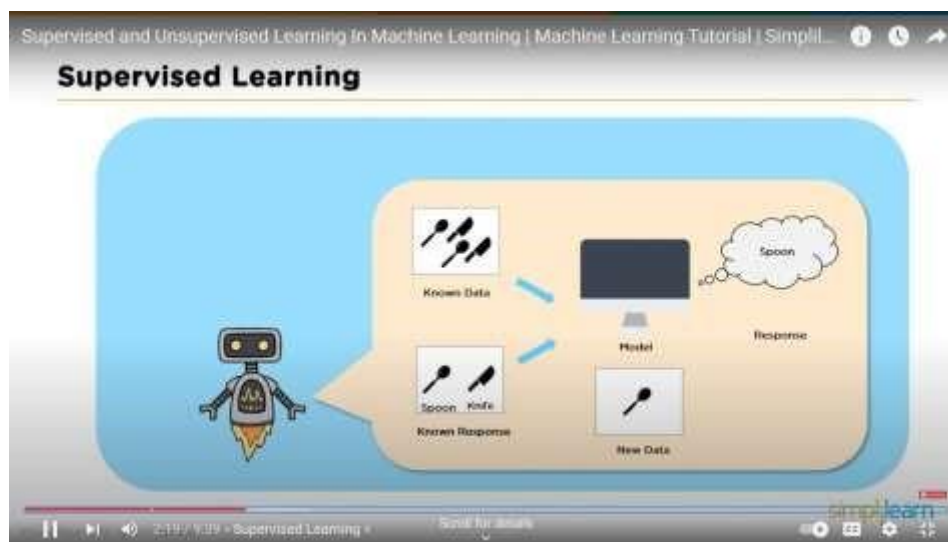 Supervised and Unsupervised Learning In Machine Learning | Machine Learning Tutorial | Simplil...
Supervised Learning
Known Data
Spoon
Model
Response
Spoon Knife
Known Response
New Data
simplilearn
2:19 / 9:09 • Supervised Learning
Scroll for details